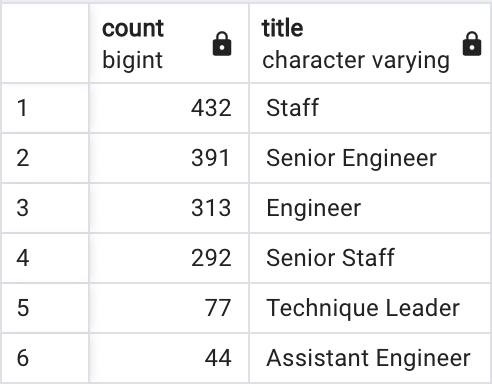 count title
bigint character varying
1 432 Staff
2 391 Senior Engineer
3 313 Engineer
4 292 Senior Staff
5 77 Technique Leader
6 44 Assistant Engineer